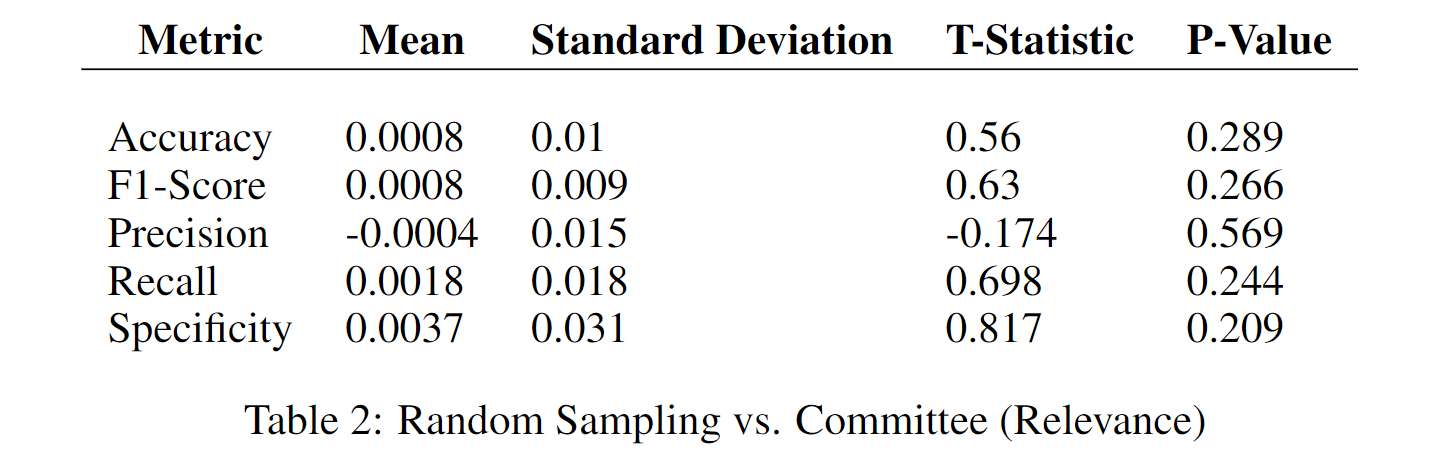 Metric Mean Standard Deviation T-Statistic P-Value
Accuracy 0.0008 0.01 0.56 0.289
F1-Score 0.0008 0.009 0.63 0.266
Precision -0.0004 0.015 -0.174 0.569
Recall 0.0018 0.018 0.698 0.244
Specificity 0.0037 0.031 0.817 0.209
Table 2: Random Sampling vs. Committee (Relevance)